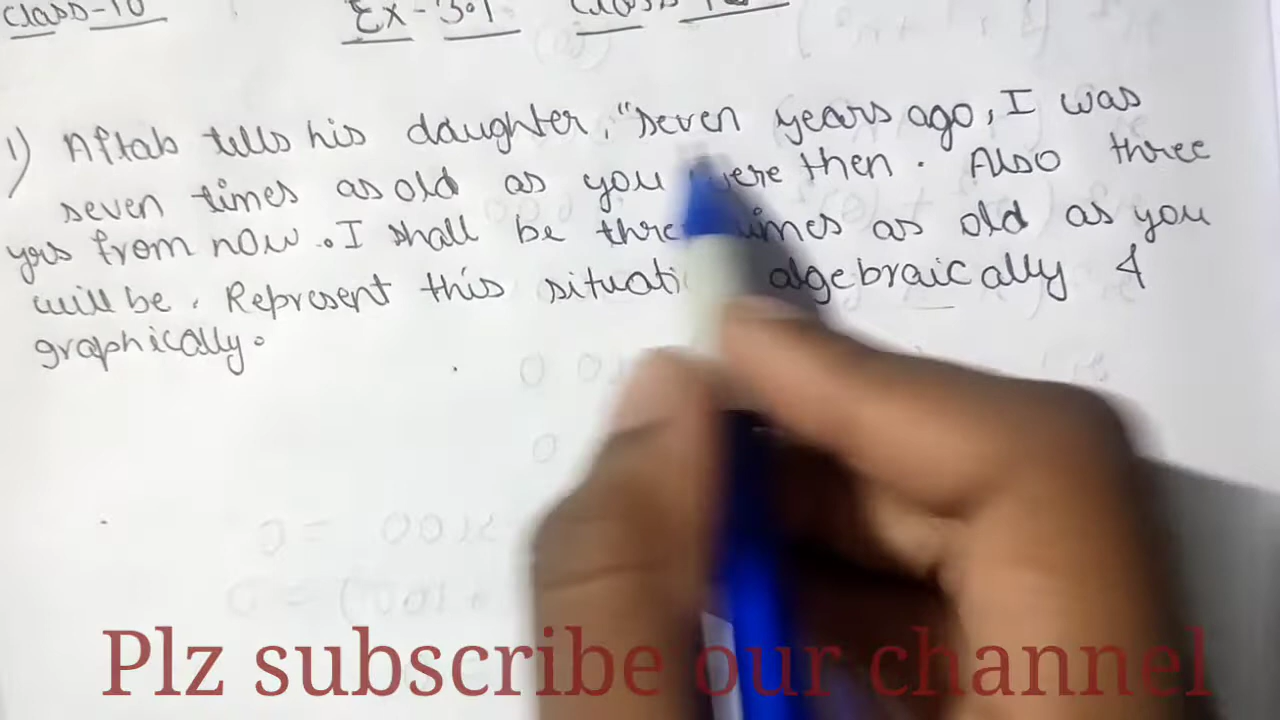 Class-10 Ex-3.1 Class
1) Aftab tells his daughter, "Seven years ago, I was
seven times as old as you were then. Also three
yrs from now. I shall be three times as old as you
will be. Represent this situati algebraically &
graphically.
Plz subscribe our channel